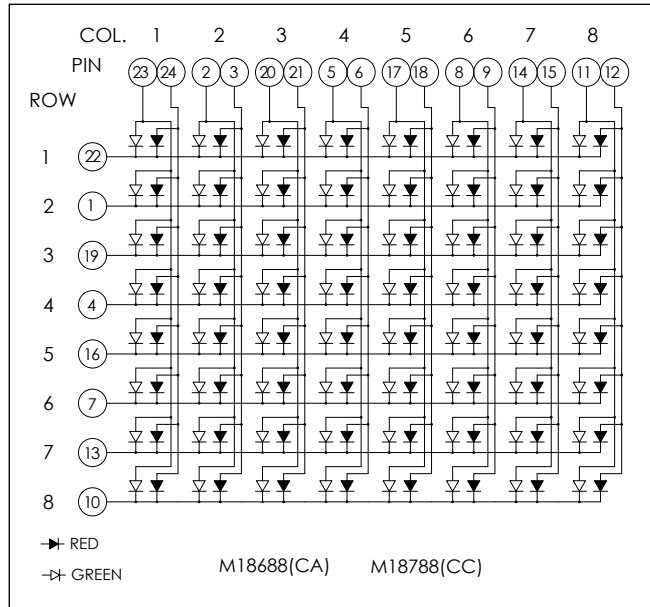 COL. 1 2 3 4 5 6 7 8
PIN 23 24 2 3 20 21 5 6 17 18 8 9 14 15 11 12
ROW
1 22
2 1
3 19
4 4
5 16
6 7
7 13
8 10
RED
GREEN M18688(CA) M18788(CC)